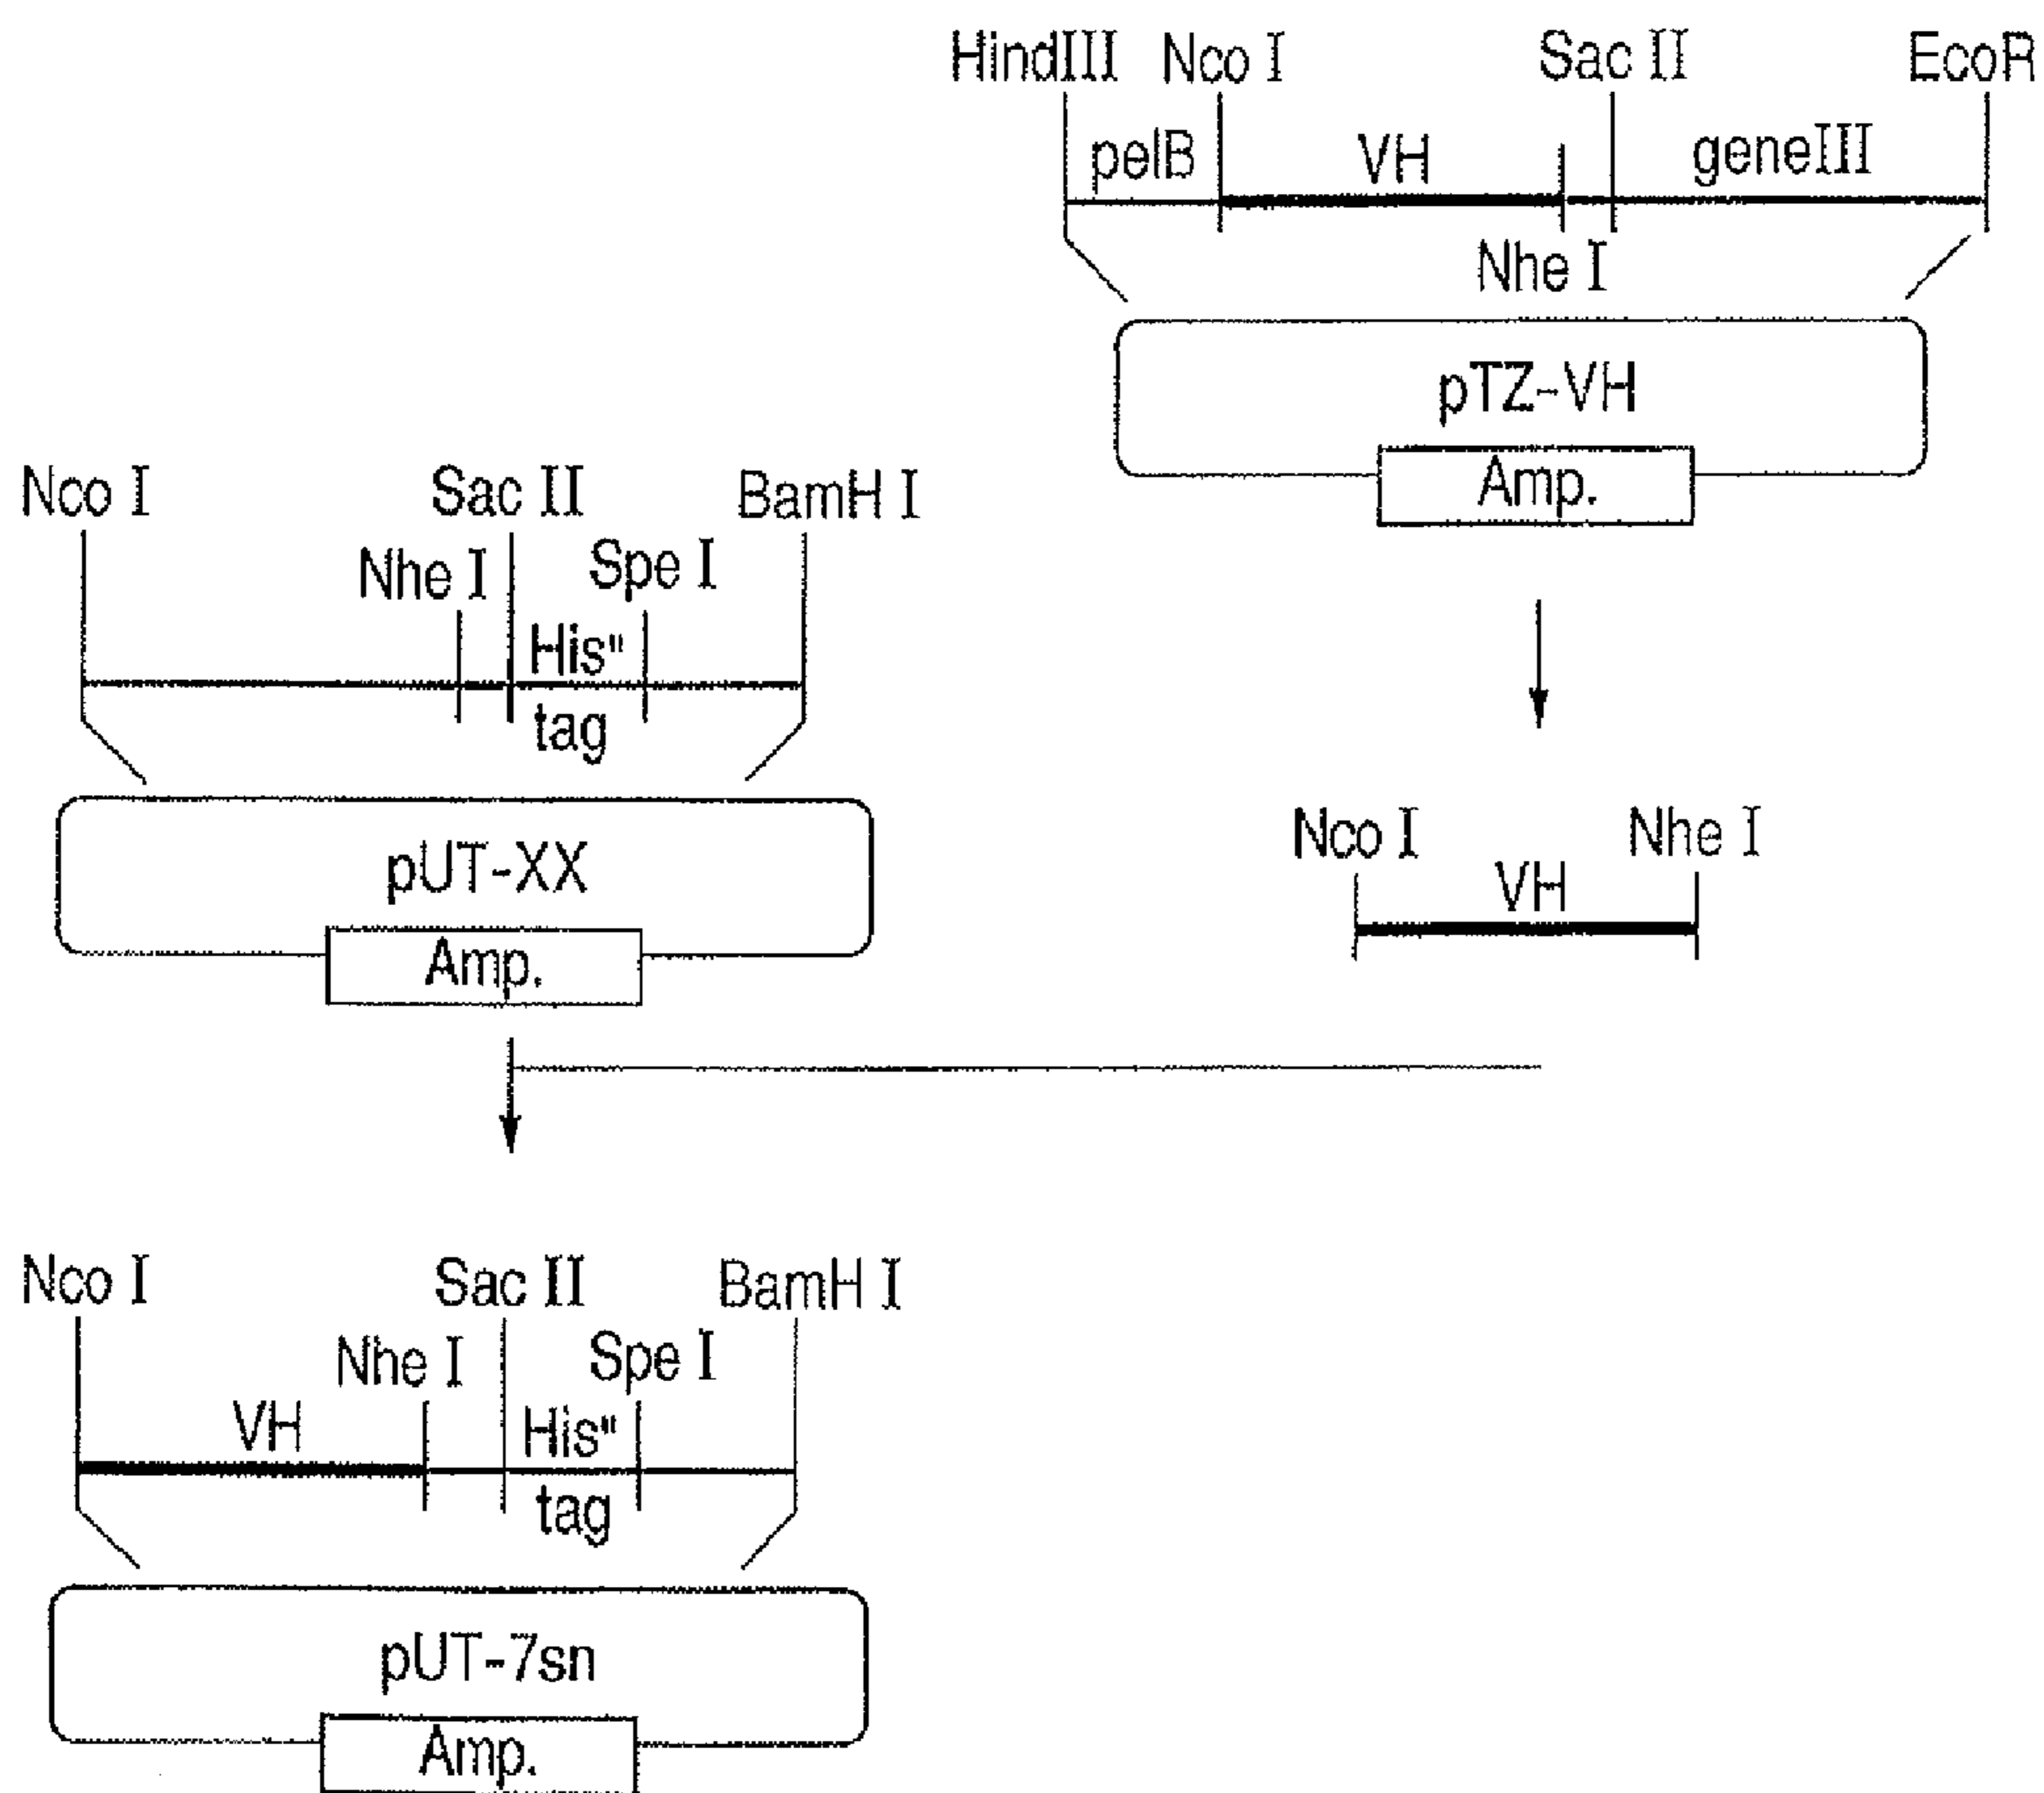 HindIII Nco I Sac II EcoR
pelB VH geneIII
Nhe I
pTZ-VH
Amp.
Nco I Sac II BamH I
Nhe I Spe I
His"
tag
pUT-XX
Amp.
Nco I Nhe I
VH
Nco I Sac II BamH I
Nhe I Spe I
VH His"
tag
pUT-7sn
Amp.